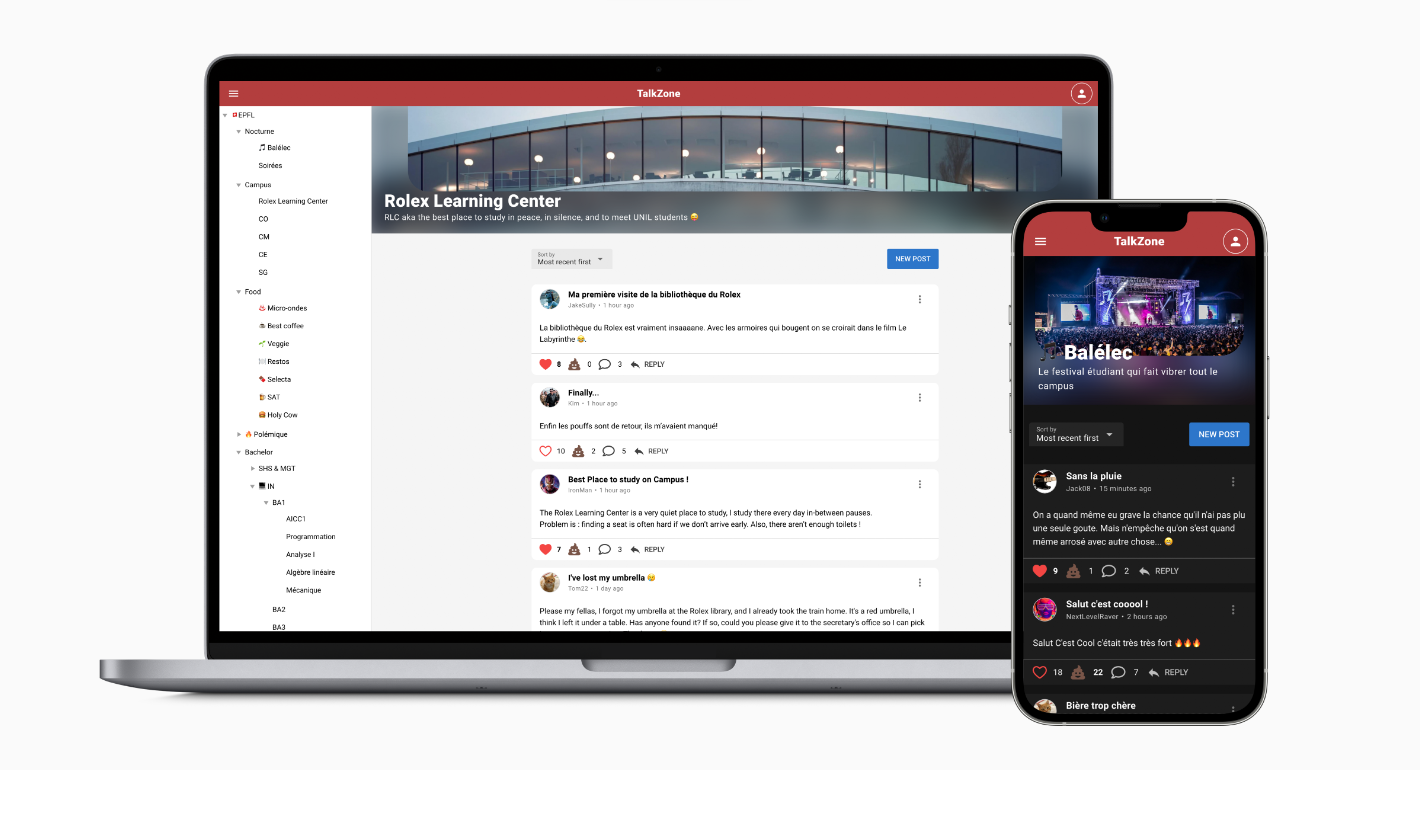 TalkZone
EPFL
Nocturne
🎵 Balélec
Soirées
Campus
Rolex Learning Center
CO
CM
CE
SG
Food
♨️ Micro-ondes
☕ Best coffee
🌱 Veggie
🍽️ Restos
🍫 Selecta
🍺 SAT
🍔 Holy Cow
🔥 Polémique
Bachelor
SHS & MGT
💻 IN
BA1
AICC1
Programmation
Analyse I
Algèbre linéaire
Mécanique
BA2
BA3
Rolex Learning Center
RLC aka the best place to study in peace, in silence, and to meet UNIL students 😄
Sort by
Most recent first
NEW POST
Ma première visite de la bibliothèque du Rolex
JakeSully • 1 hour ago
La bibliothèque du Rolex est vraiment insaaaane. Avec les armoires qui bougent on se croirait dans le film Le
Labyrinthe 😂.
8 0 3 REPLY
Finally...
Kim • 1 hour ago
Enfin les pouffs sont de retour, ils m'avaient manqué!
10 2 5 REPLY
Best Place to study on Campus !
IronMan • 1 hour ago
The Rolex Learning Center is a very quiet place to study, I study there every day in-between pauses.
Problem is : finding a seat is often hard if we don't arrive early. Also, there aren't enough toilets !
7 1 3 REPLY
I've lost my umbrella 😢
Tom22 • 1 day ago
Please my fellas, I forgot my umbrella at the Rolex library, and I already took the train home. It's a red umbrella, I
think I left it under a table. Has anyone found it? If so, could you please give it to the secretary's office so I can pick
TalkZone
🎵 Balélec
Le festival étudiant qui fait vibrer tout le
campus
Sort by
Most recent first
NEW POST
Sans la pluie
Jack08 • 15 minutes ago
On a quand même eu grave la chance qu'il n'ai pas plu
une seule goute. Mais n'empêche qu'on s'est quand
même arrosé avec autre chose... 😄
9 1 2 REPLY
Salut c'est cooool !
NextLevelRaver • 2 hours ago
Salut C'est Cool c'était très très fort 🔥🔥🔥
18 22 7 REPLY
Bière trop chère